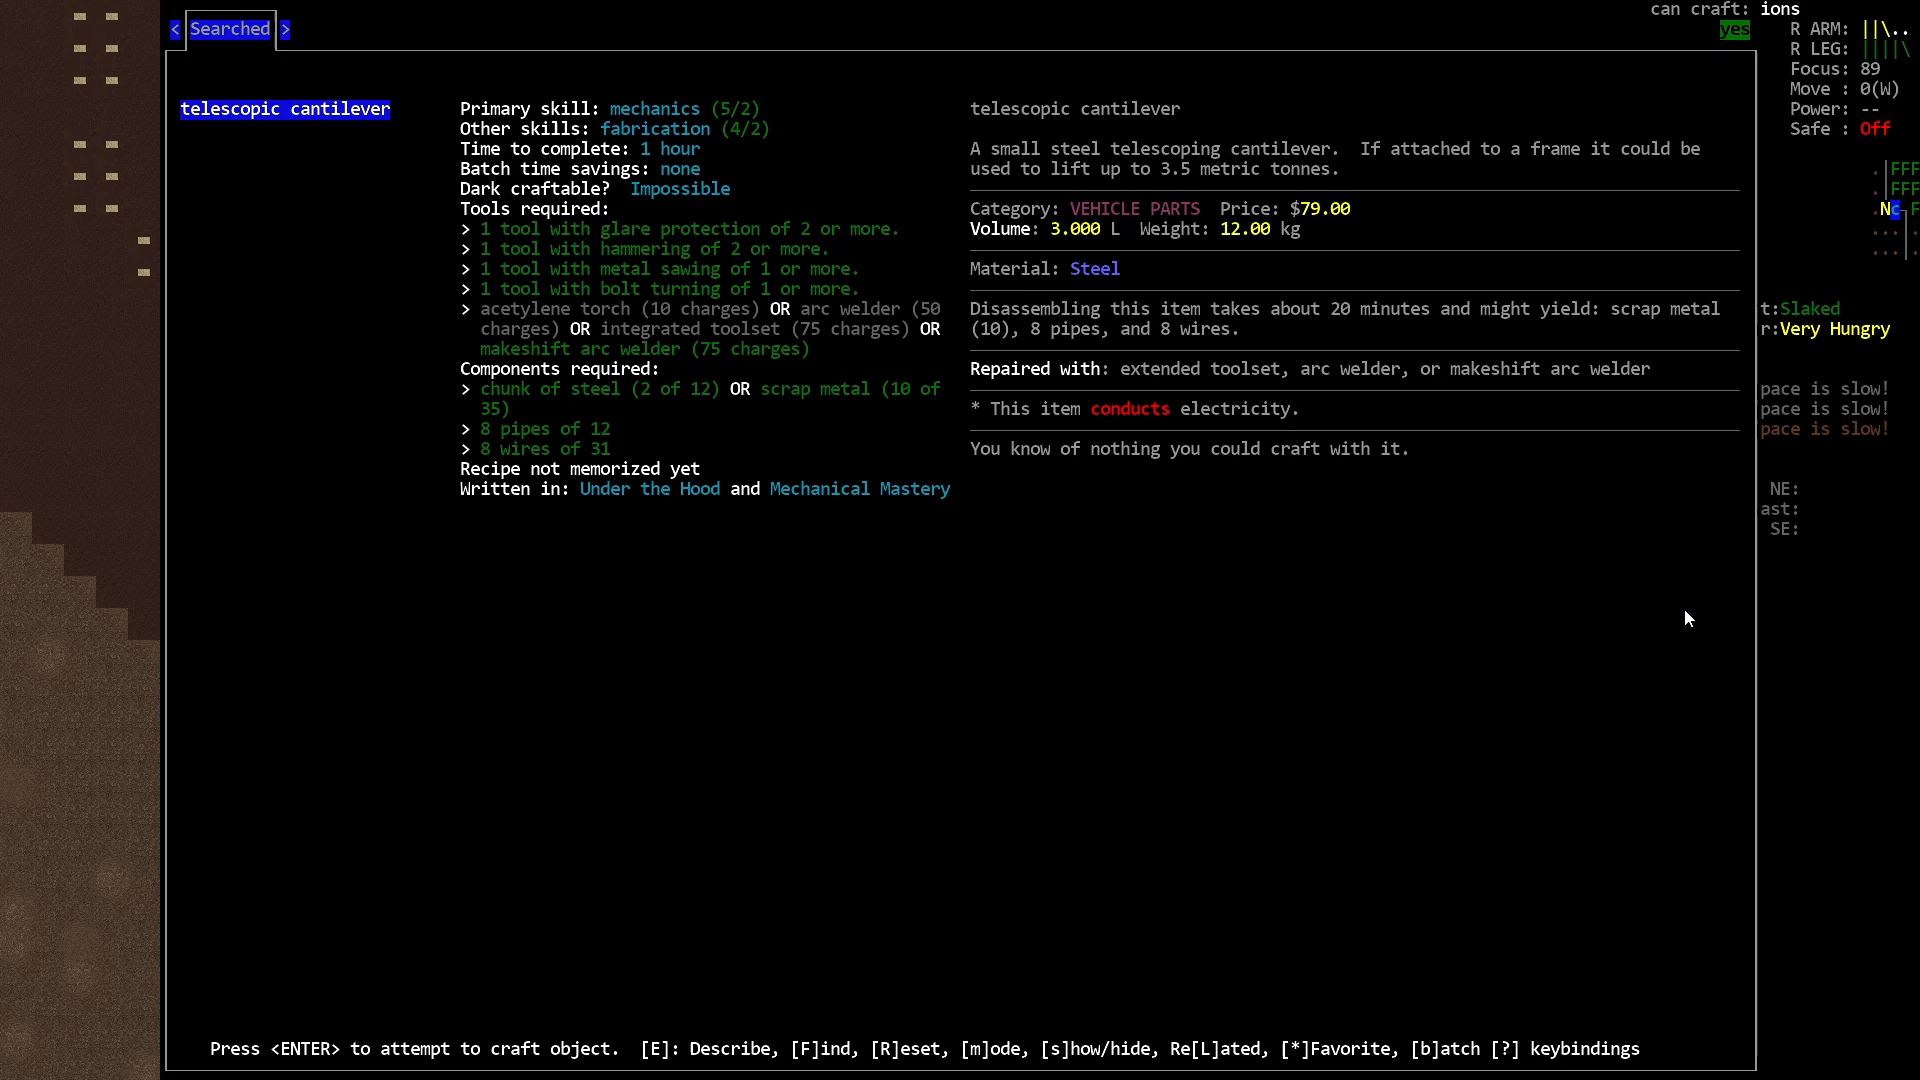 can craft: ions
< Searched > yes R ARM: ||\..
R LEG: ||||\
Focus: 89
Move : 0(W)
Power: --
Safe : Off
telescopic cantilever
Primary skill: mechanics (5/2)
Other skills: fabrication (4/2)
Time to complete: 1 hour
Batch time savings: none
Dark craftable? Impossible
Tools required:
> 1 tool with glare protection of 2 or more.
> 1 tool with hammering of 2 or more.
> 1 tool with metal sawing of 1 or more.
> 1 tool with bolt turning of 1 or more.
> acetylene torch (10 charges) OR arc welder (50
charges) OR integrated toolset (75 charges) OR
makeshift arc welder (75 charges)
Components required:
> chunk of steel (2 of 12) OR scrap metal (10 of
35)
> 8 pipes of 12
> 8 wires of 31
Recipe not memorized yet
Written in: Under the Hood and Mechanical Mastery
telescopic cantilever
A small steel telescoping cantilever.  If attached to a frame it could be
used to lift up to 3.5 metric tonnes.
Category: VEHICLE PARTS  Price: $79.00
Volume: 3.000 L  Weight: 12.00 kg
Material: Steel
Disassembling this item takes about 20 minutes and might yield: scrap metal
(10), 8 pipes, and 8 wires.
Repaired with: extended toolset, arc welder, or makeshift arc welder
* This item conducts electricity.
You know of nothing you could craft with it.
.|FFF
.|FFF
.Nc F
...|.
...|.
t:Slaked
r:Very Hungry
pace is slow!
pace is slow!
pace is slow!
NE:
ast:
SE:
Press <ENTER> to attempt to craft object.  [E]: Describe, [F]ind, [R]eset, [m]ode, [s]how/hide, Re[L]ated, [*]Favorite, [b]atch [?] keybindings